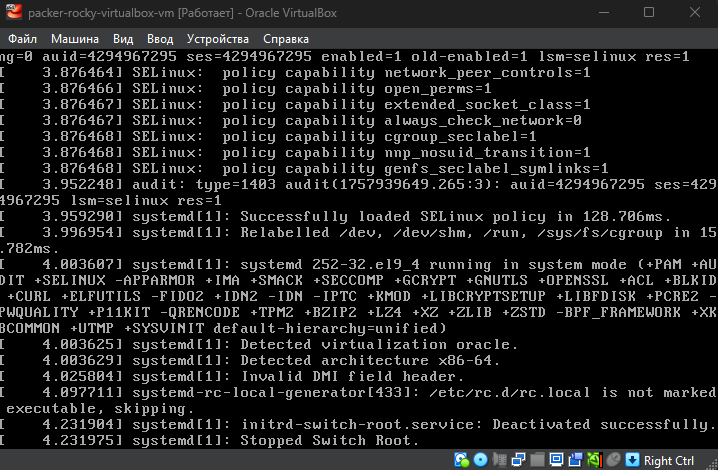 packer-rocky-virtualbox-vm [Работает] - Oracle VirtualBox
Файл Машина Вид Ввод Устройства Справка
ng=0 auid=4294967295 ses=4294967295 enabled=1 old-enabled=1 lsm=selinux res=1
[    3.876464] SELinux:  policy capability network_peer_controls=1
[    3.876466] SELinux:  policy capability open_perms=1
[    3.876467] SELinux:  policy capability extended_socket_class=1
[    3.876467] SELinux:  policy capability always_check_network=0
[    3.876468] SELinux:  policy capability cgroup_seclabel=1
[    3.876468] SELinux:  policy capability nnp_nosuid_transition=1
[    3.876468] SELinux:  policy capability genfs_seclabel_symlinks=1
[    3.952248] audit: type=1403 audit(1757939649.265:3): auid=4294967295 ses=429
4967295 lsm=selinux res=1
[    3.959290] systemd[1]: Successfully loaded SELinux policy in 128.706ms.
[    3.996954] systemd[1]: Relabelled /dev, /dev/shm, /run, /sys/fs/cgroup in 15
.782ms.
[    4.003607] systemd[1]: systemd 252-32.el9_4 running in system mode (+PAM +AU
DIT +SELINUX -APPARMOR +IMA +SMACK +SECCOMP +GCRYPT +GNUTLS +OPENSSL +ACL +BLKID
 +CURL +ELFUTILS -FIDO2 +IDN2 -IDN -IPTC +KMOD +LIBCRYPTSETUP +LIBFDISK +PCRE2 -
PWQUALITY +P11KIT -QRENCODE +TPM2 +BZIP2 +LZ4 +XZ +ZLIB +ZSTD -BPF_FRAMEWORK +XK
BCOMMON +UTMP +SYSVINIT default-hierarchy=unified)
[    4.003625] systemd[1]: Detected virtualization oracle.
[    4.003629] systemd[1]: Detected architecture x86-64.
[    4.025804] systemd[1]: Invalid DMI field header.
[    4.097711] systemd-rc-local-generator[433]: /etc/rc.d/rc.local is not marked
 executable, skipping.
[    4.231904] systemd[1]: initrd-switch-root.service: Deactivated successfully.
[    4.231975] systemd[1]: Stopped Switch Root.
Right Ctrl